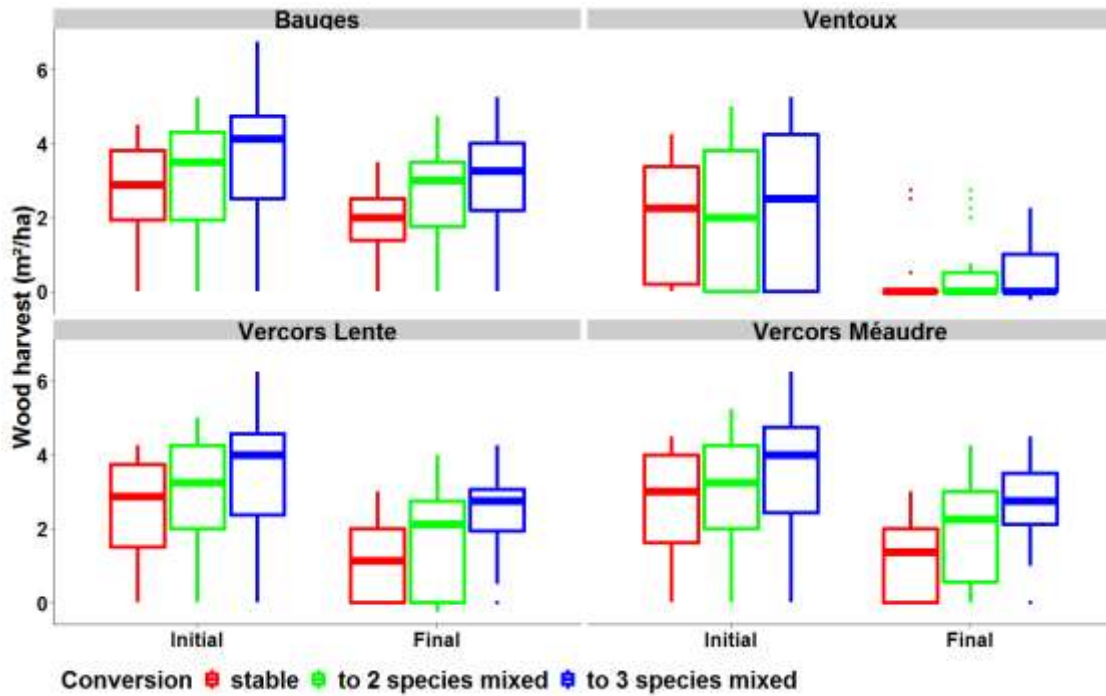 Bauges
Ventoux
6
4
2
0
Wood harvest (m²/ha)
Vercors Lente
Vercors Méaudre
6
4
2
0
Initial
Final
Initial
Final
Conversion stable to 2 species mixed to 3 species mixed